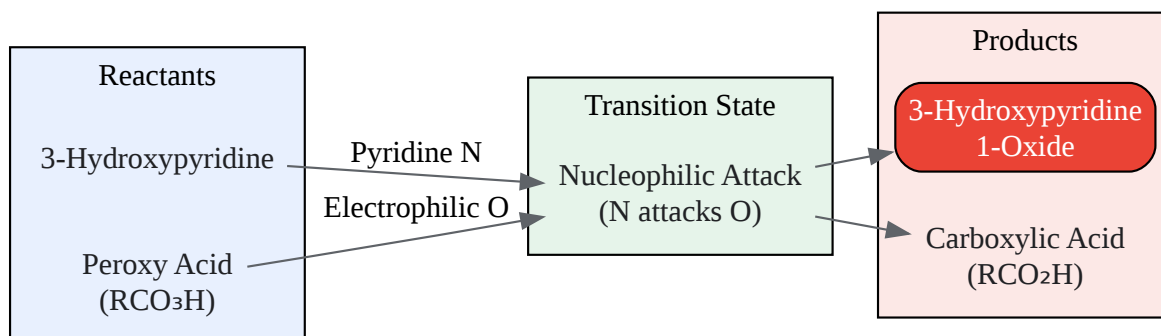 Reactants
3-Hydroxypyridine
Peroxy Acid
(RCO₃H)
Pyridine N
Electrophilic O
Transition State
Nucleophilic Attack
(N attacks O)
Products
3-Hydroxypyridine
1-Oxide
Carboxylic Acid
(RCO₂H)